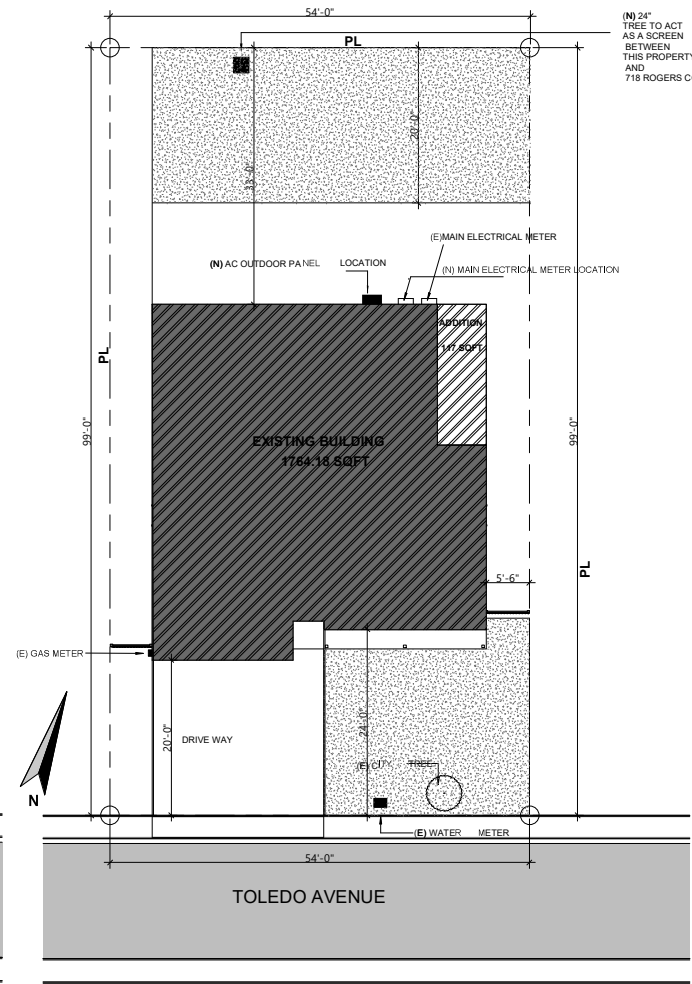 54'-0"
(N) 24"
TREE TO ACT
AS A SCREEN
BETWEEN
THIS PROPERTY
AND
718 ROGERS
PL
20'-0"
33'-0"
(E)MAIN ELECTRICAL METER
(N) AC OUTDOOR PANEL LOCATION
(N) MAIN ELECTRICAL METER LOCATION
ADDITION
117 SQFT
PL
99'-0"
99'-0"
EXISTING BUILDING
1764.18 SQFT
5'-6"
PL
(E) GAS METER
20'-0"
DRIVE WAY
24'-0"
(E) CITY TREE
N
(E) WATER METER
54'-0"
TOLEDO AVENUE